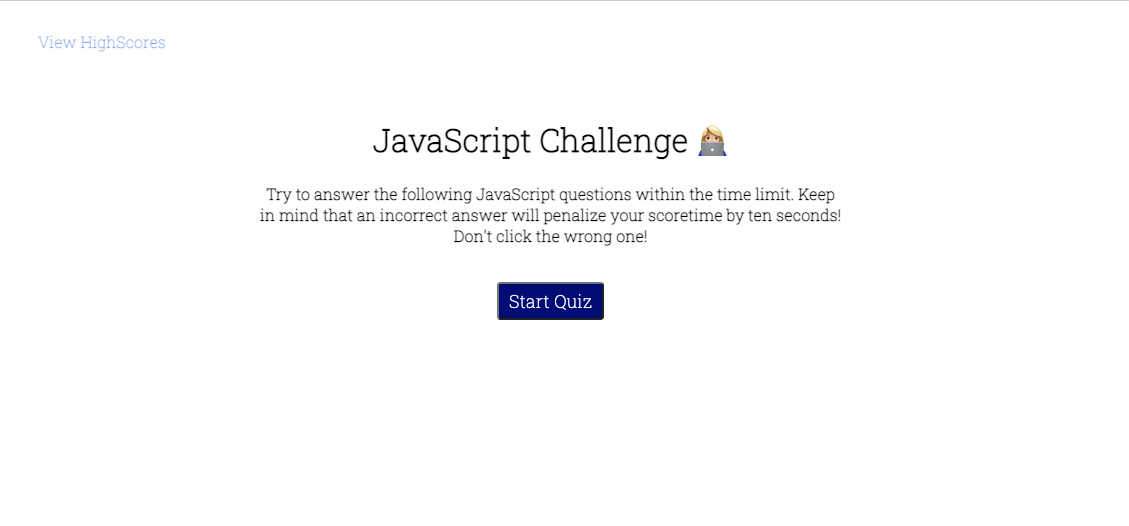 View HighScores
JavaScript Challenge
Try to answer the following JavaScript questions within the time limit. Keep
in mind that an incorrect answer will penalize your scoretime by ten seconds!
Don't click the wrong one!
Start Quiz